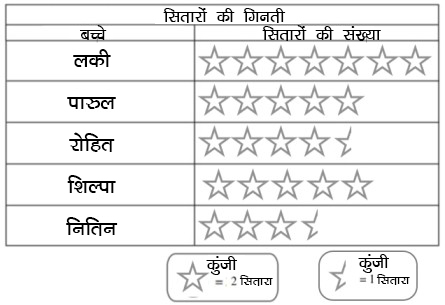 सितारों की गिनती
बच्चे सितारों की संख्या
लकी
पारुल
रोहित
शिल्पा
नितिन
कुंजी
= 2 सितारा
कुंजी
= 1 सितारा